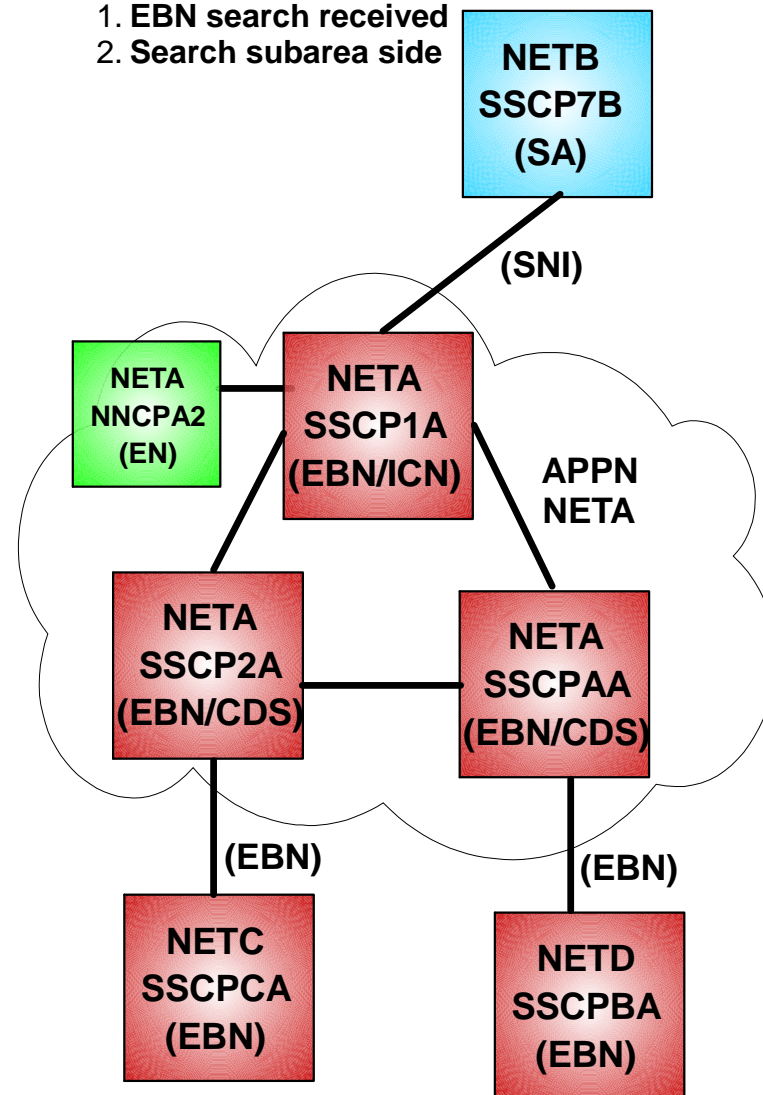 1. EBN search received
2. Search subarea side
NETB
SSCP7B
(SA)
(SNI)
NETA
NNCPA2
(EN)
NETA
SSCP1A
(EBN/ICN)
APPN
NETA
NETA
SSCP2A
(EBN/CDS)
NETA
SSCPAA
(EBN/CDS)
(EBN)
(EBN)
NETC
SSCPCA
(EBN)
NETD
SSCPBA
(EBN)